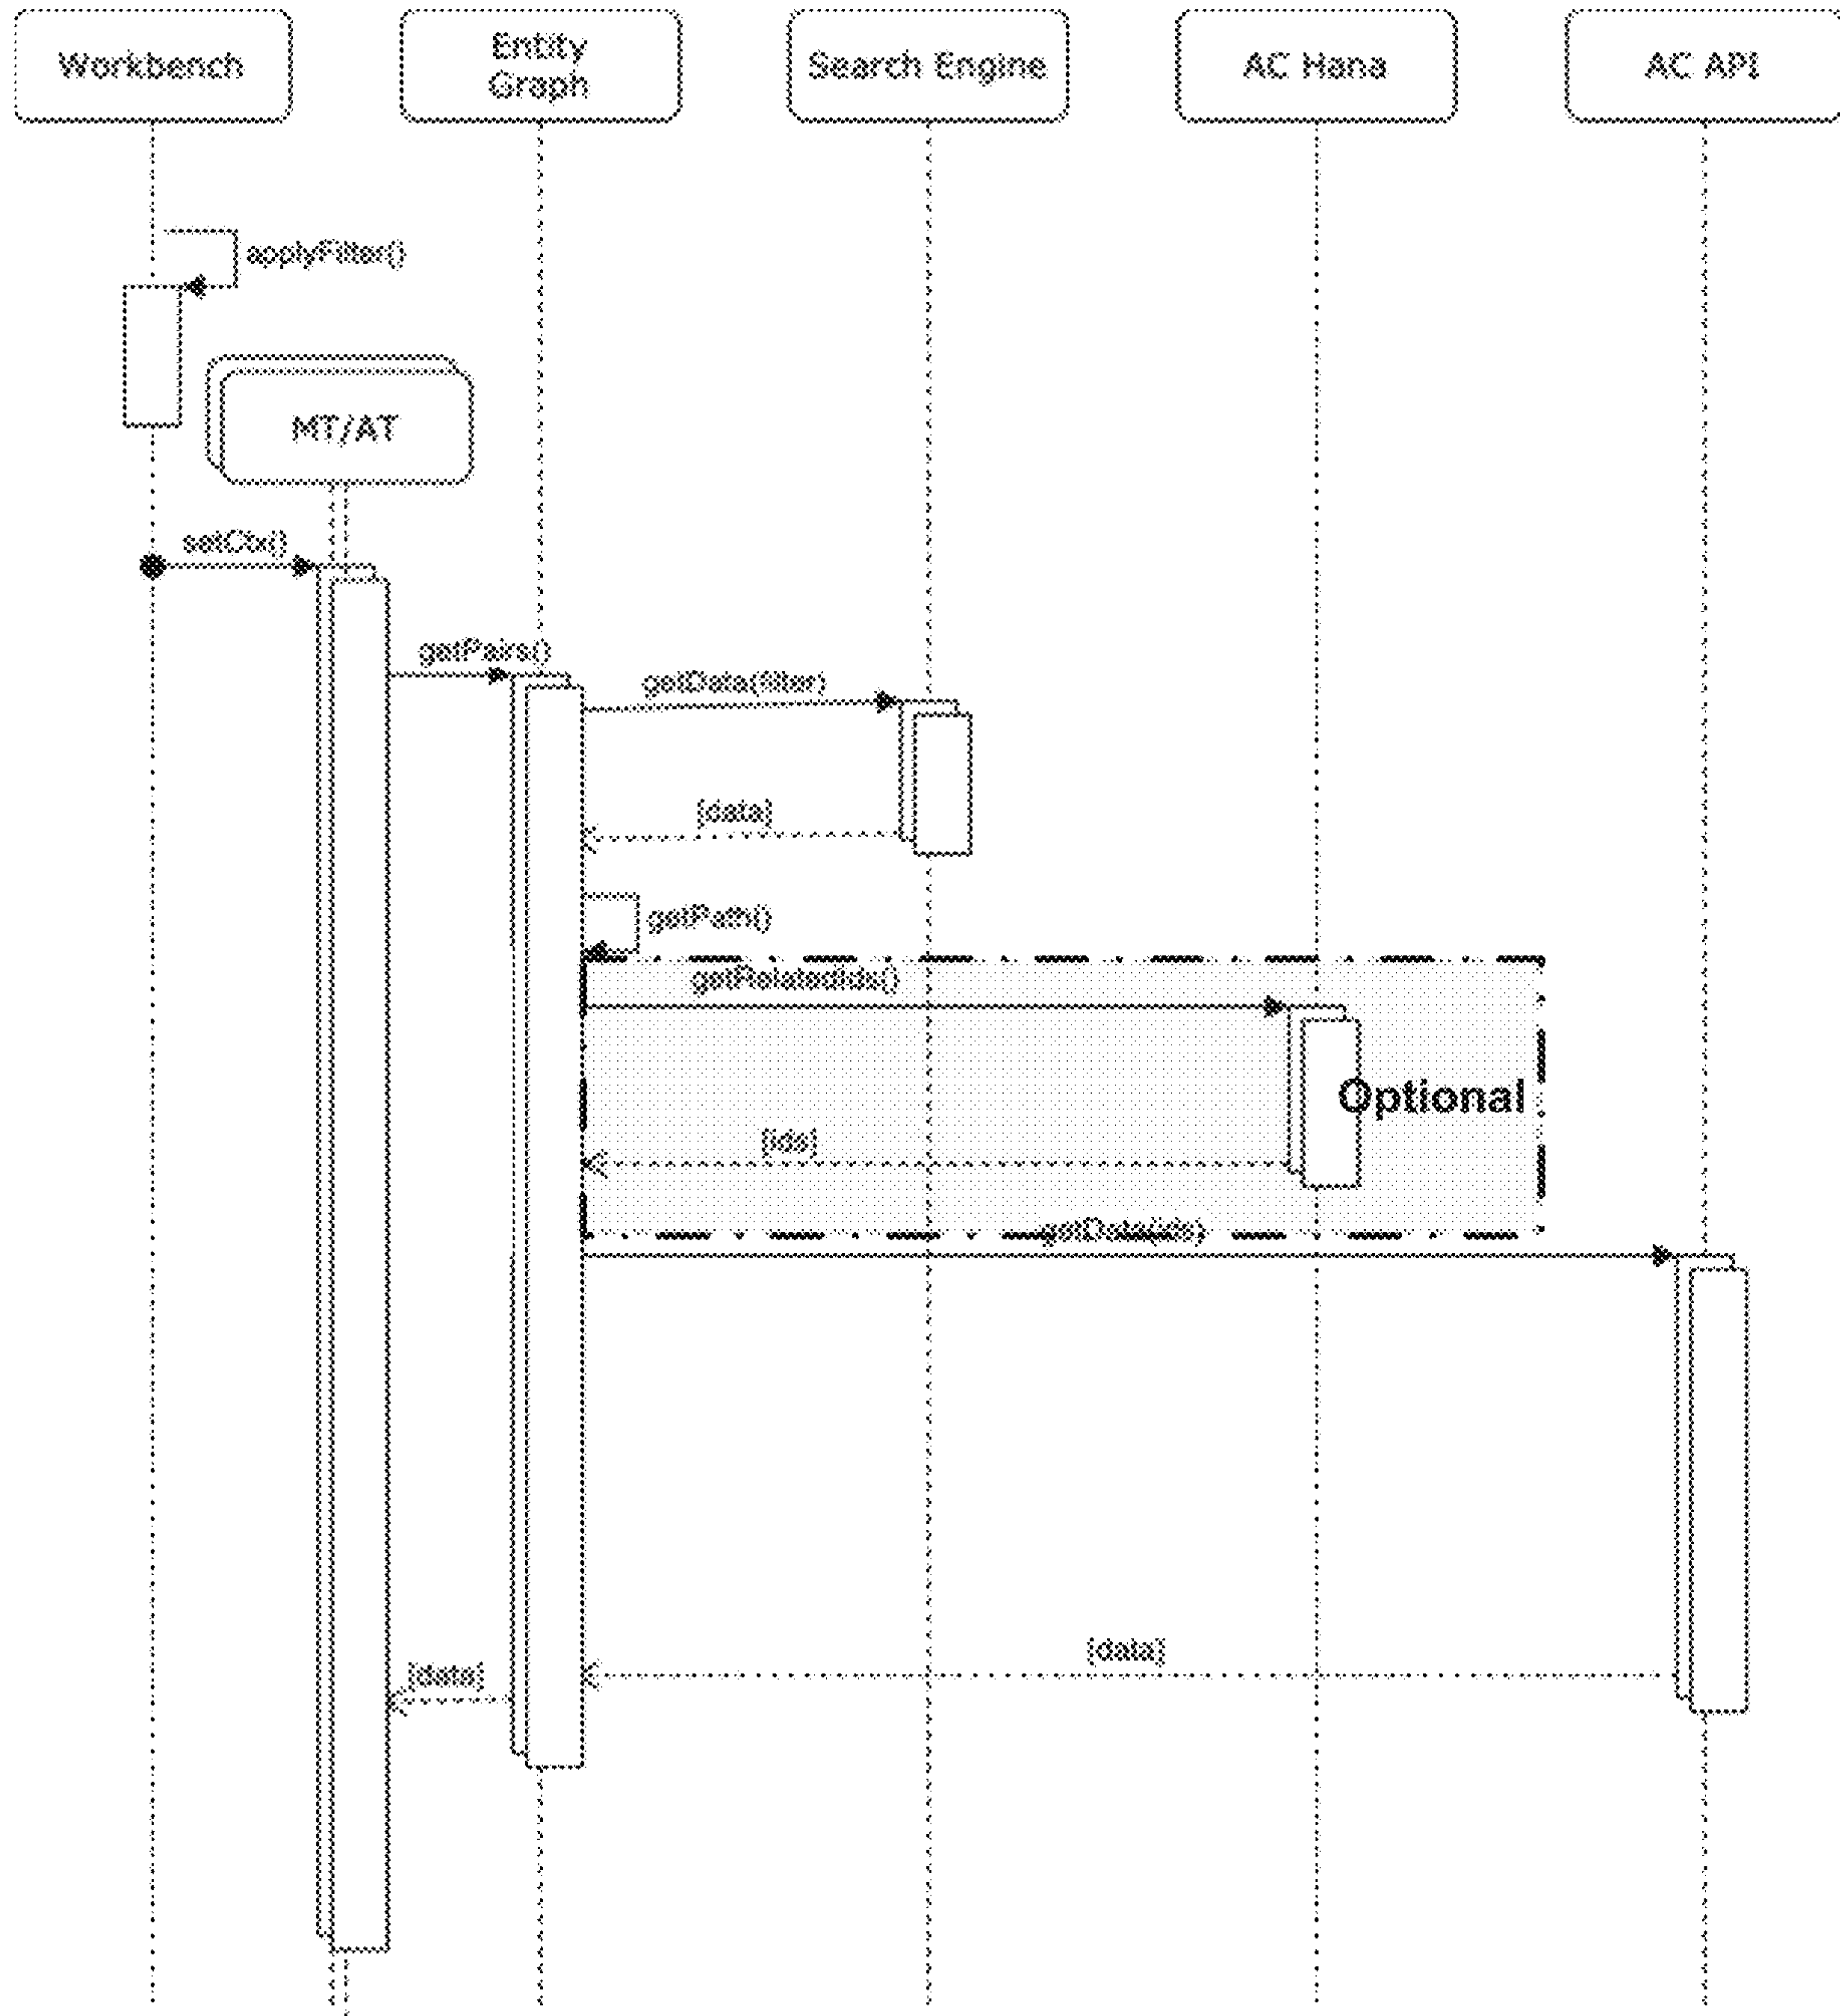 Workbench
Entity
Graph
Search Engine
AC Hana
AC API
applyFilter()
MT/AT
setCtx()
getPairs()
getData(filter)
[data]
getPath()
getRelatedIds()
Optional
[ids]
getData(ids)
[data]
[data]